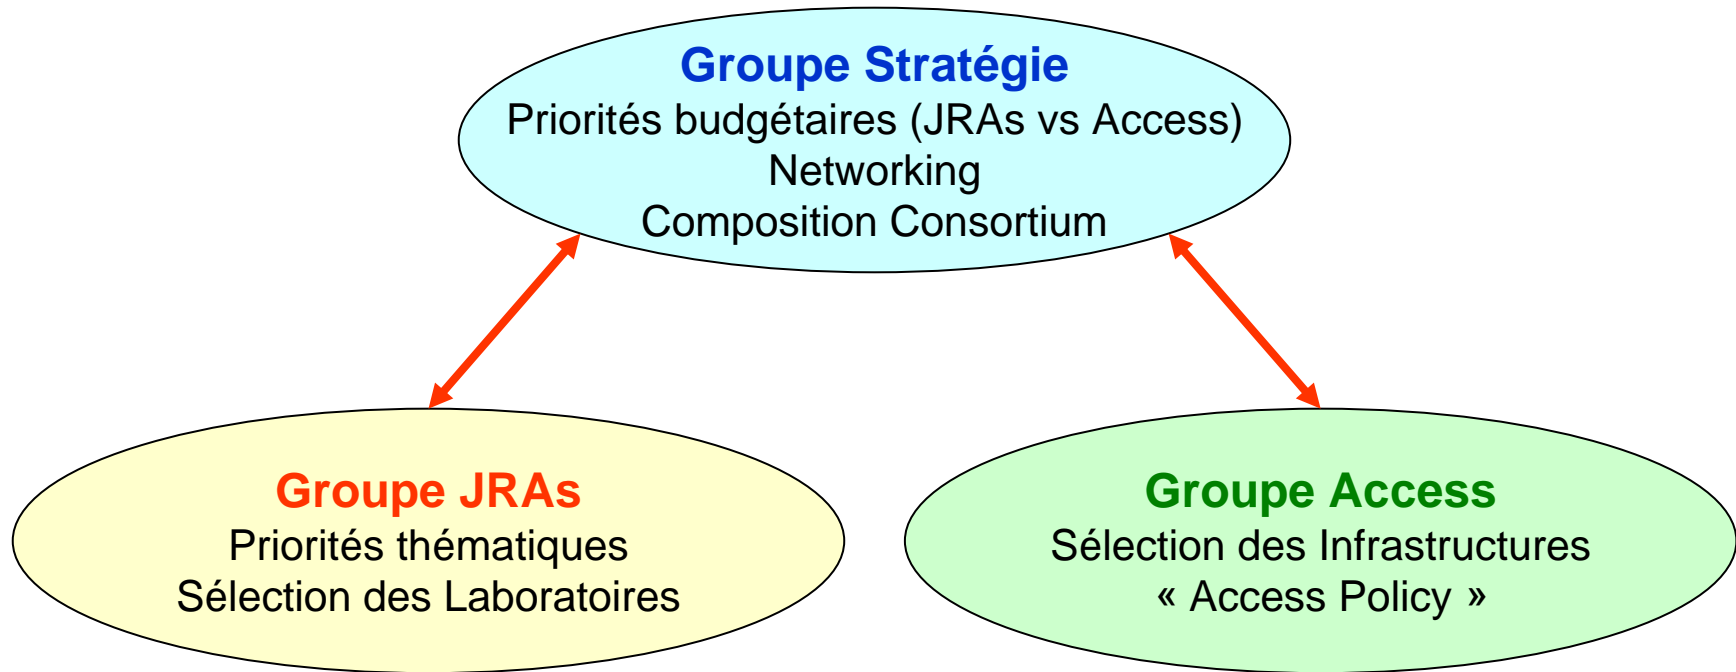 Groupe Stratégie
Priorités budgétaires (JRAs vs Access)
Networking
Composition Consortium
Groupe JRAs
Priorités thématiques
Sélection des Laboratoires
Groupe Access
Sélection des Infrastructures
« Access Policy »